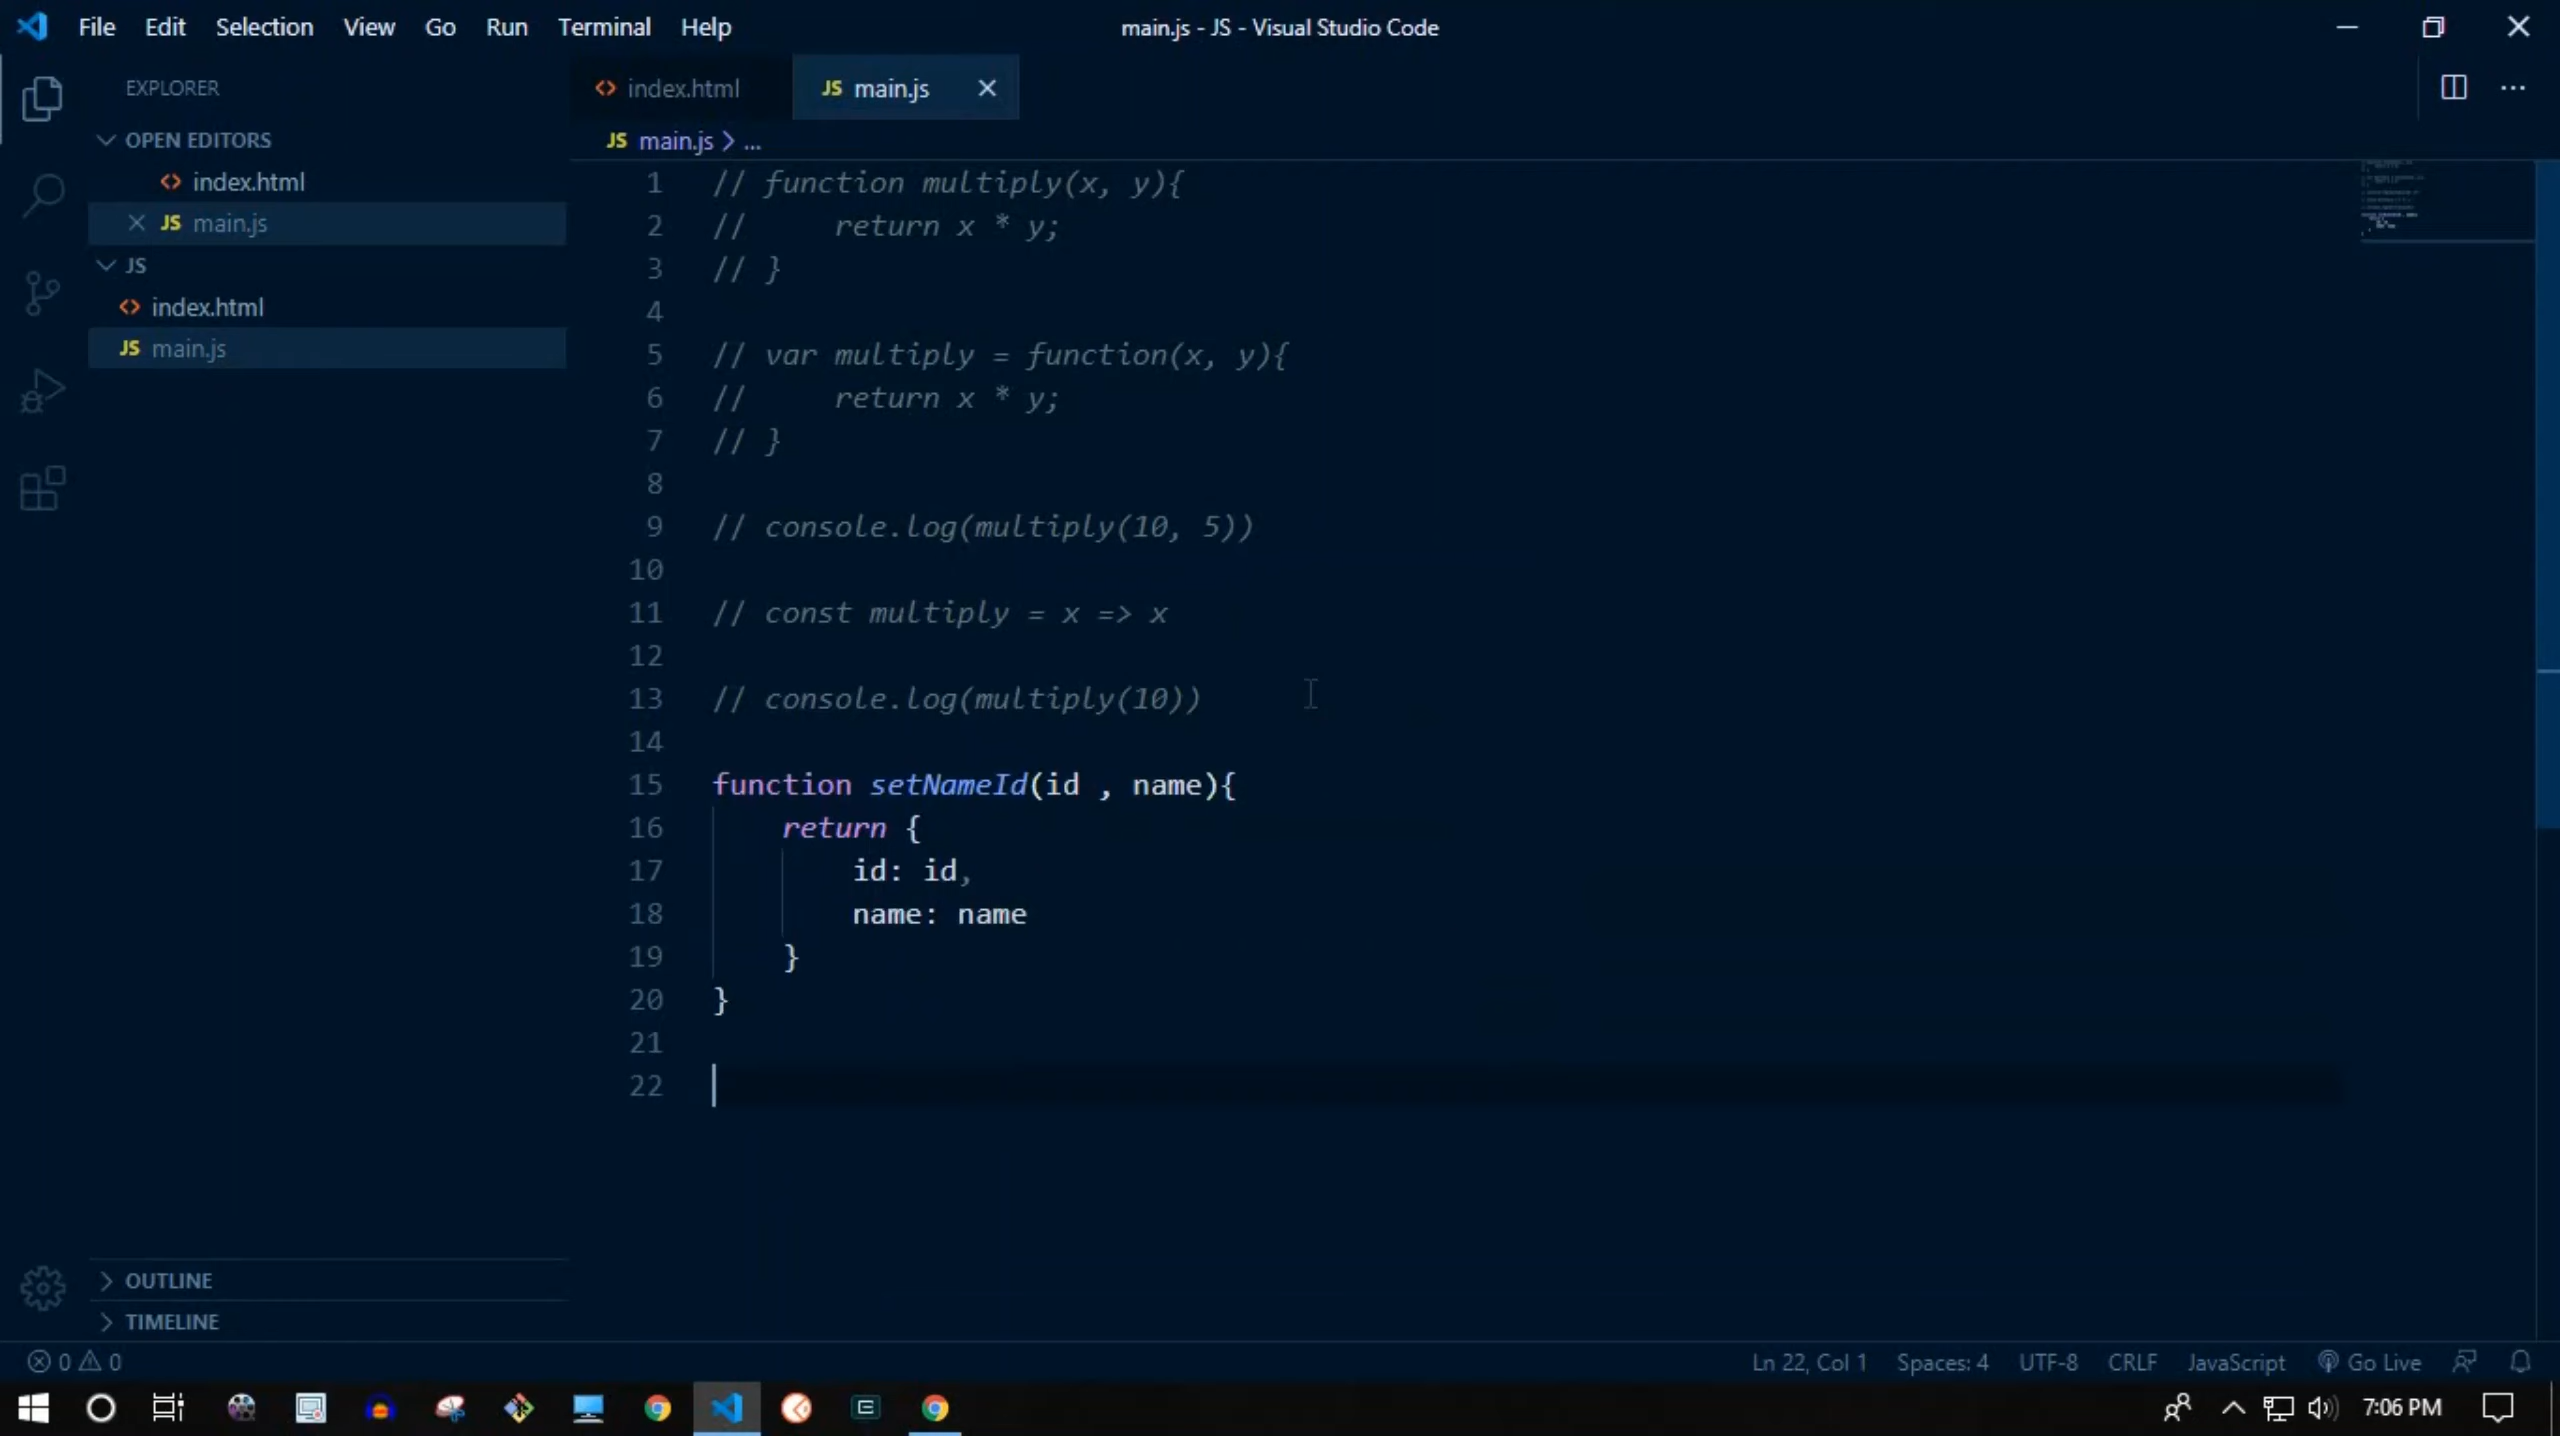 File Edit Selection View Go Run Terminal Help
main.js - JS - Visual Studio Code
EXPLORER
OPEN EDITORS
index.html
JS main.js
JS
index.html
JS main.js
OUTLINE
TIMELINE
index.html
JS main.js
JS main.js > ...
1 // function multiply(x, y){
2 //     return x * y;
3 // }
4
5 // var multiply = function(x, y){
6 //     return x * y;
7 // }
8
9 // console.log(multiply(10, 5))
10
11 // const multiply = x => x
12
13 // console.log(multiply(10))
14
15 function setNameId(id , name){
16     return {
17         id: id,
18         name: name
19     }
20 }
21
22
0 0
Ln 22, Col 1 Spaces: 4 UTF-8 CRLF JavaScript Go Live
7:06 PM